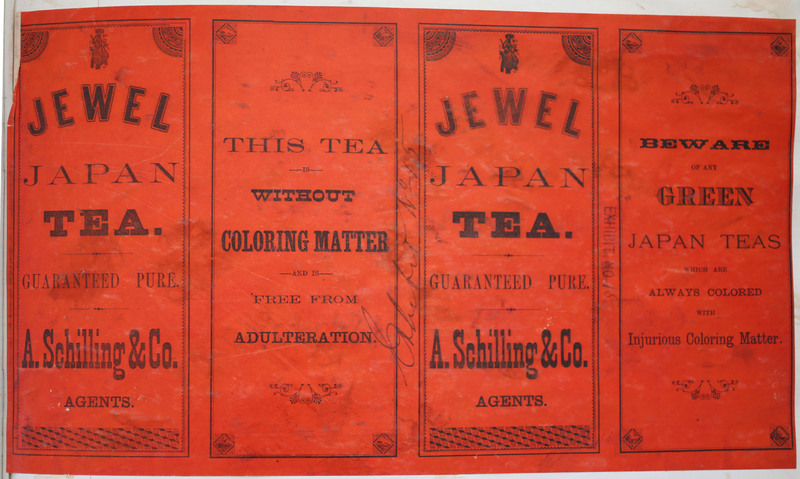 JEWEL
JAPAN
TEA.
GUARANTEED PURE.
A. Schilling & Co.
AGENTS.
THIS TEA
IS
WITHOUT
COLORING MATTER
AND IS
FREE FROM
ADULTERATION.
JEWEL
JAPAN
TEA.
GUARANTEED PURE.
A. Schilling & Co.
AGENTS.
EXHIBIT NO.
BEWARE
OF ANY
GREEN
JAPAN TEAS
WHICH ARE
ALWAYS COLORED
WITH
Injurious Coloring Matter.